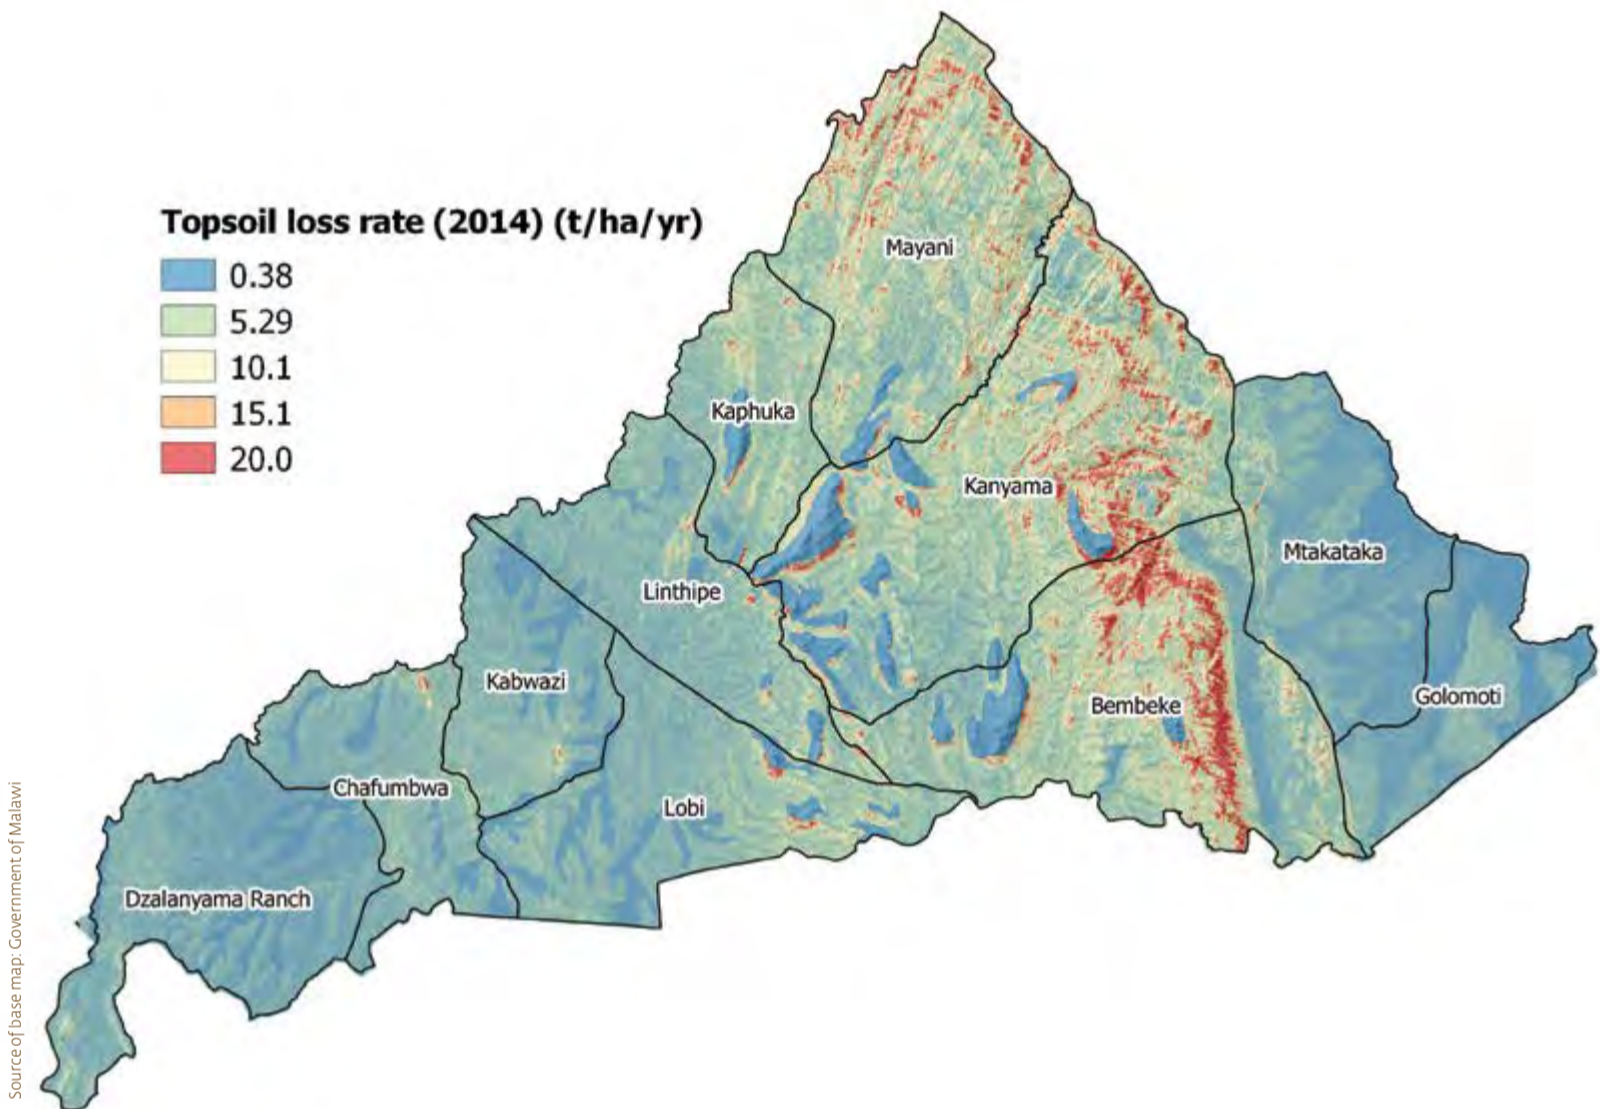 Topsoil loss rate (2014) (t/ha/yr)
0.38
5.29
10.1
15.1
20.0
Mayani
Kaphuka
Kanyama
Mtakataka
Linthipe
Kabwazi
Golomoti
Bembeke
Chafumbwa
Lobi
Dzalanyama Ranch
Source of base map: Government of Malawi